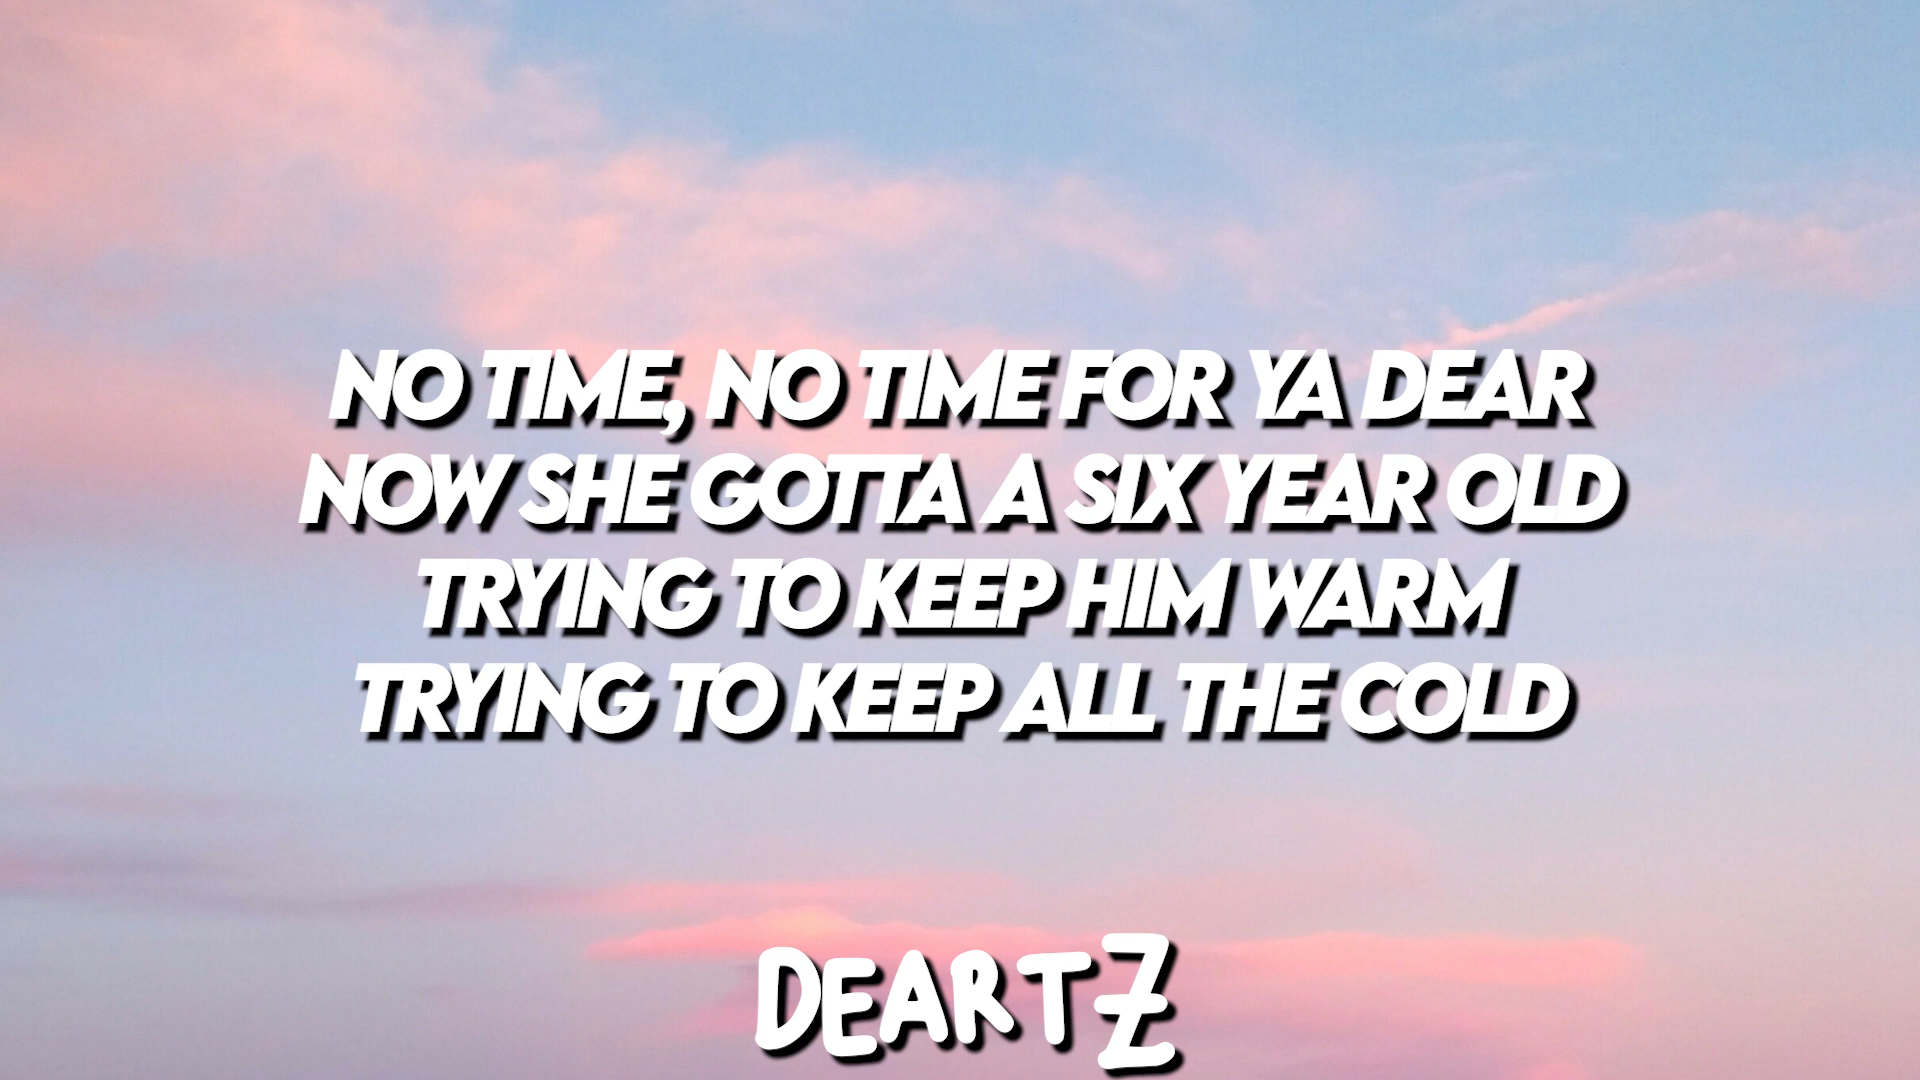 NO TIME, NO TIME FOR YA DEAR
NOW SHE GOTTA A SIX YEAR OLD
TRYING TO KEEP HIM WARM
TRYING TO KEEP ALL THE COLD
DEARTZ